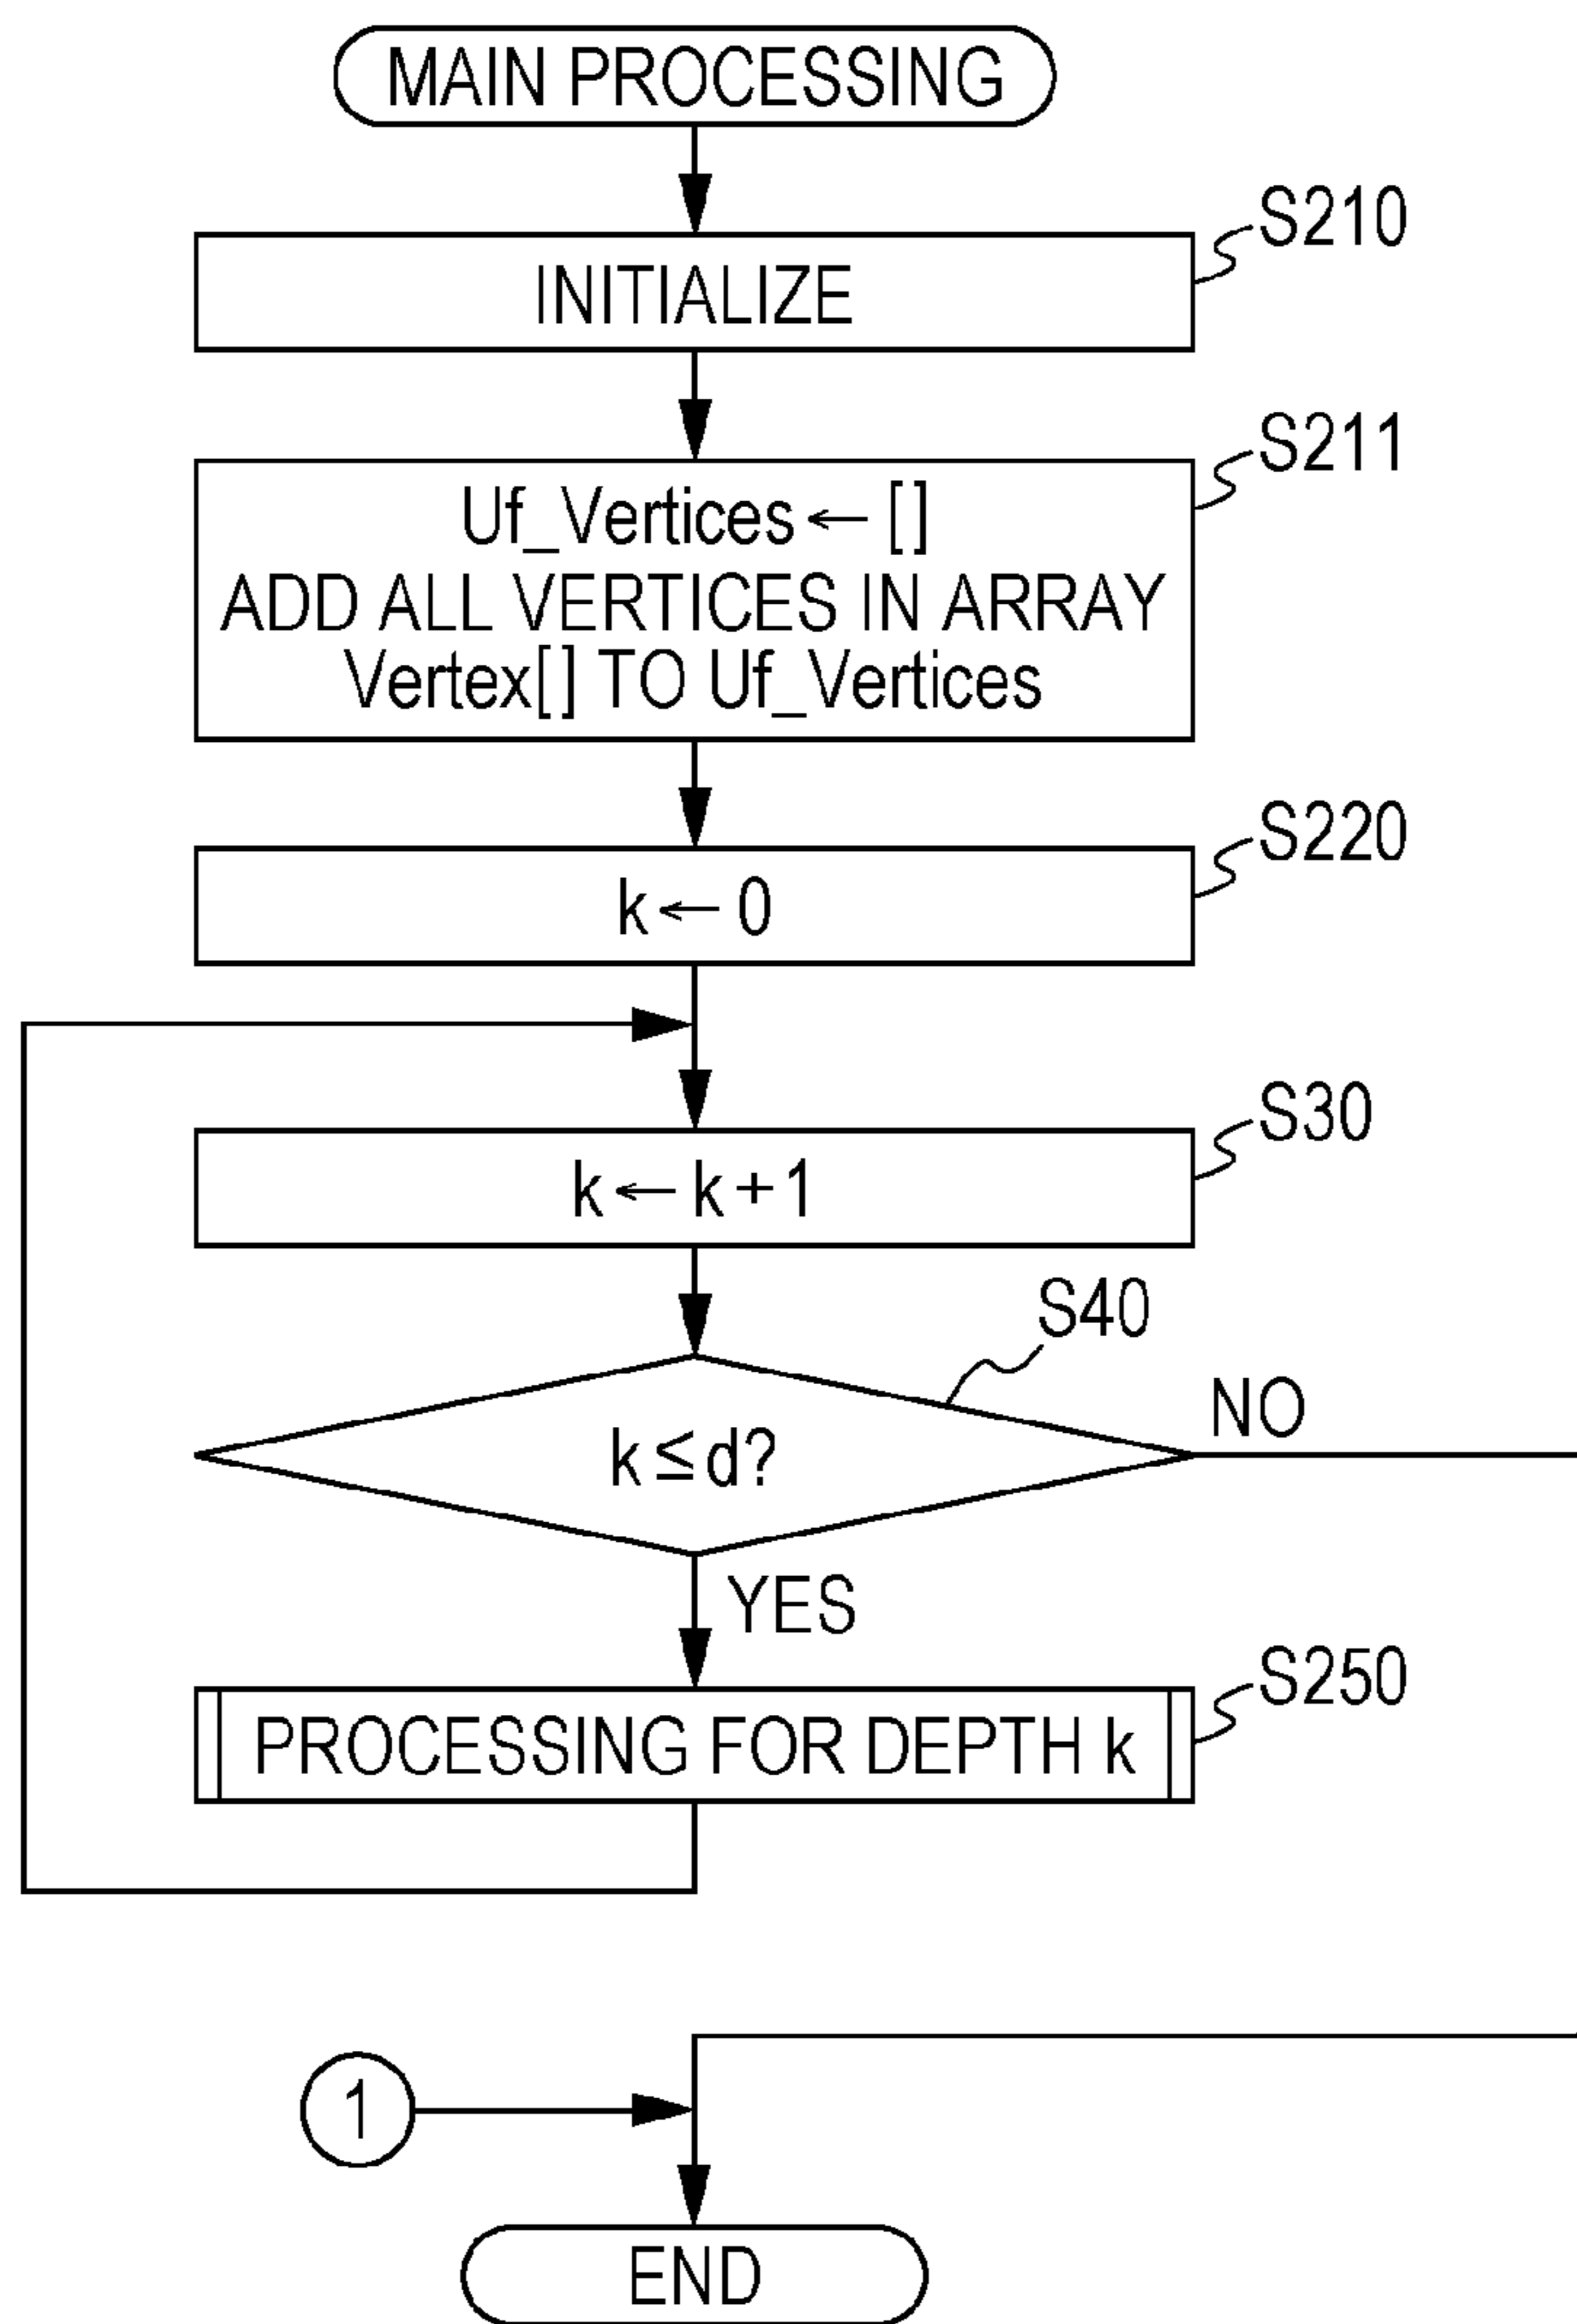 MAIN PROCESSING
S210
INITIALIZE
S211
Uf_Vertices← []
ADD ALL VERTICES IN ARRAY
Vertex[] TO Uf_Vertices
S220
k← 0
S30
k← k+1
S40
NO
k≤d?
YES
S250
PROCESSING FOR DEPTH k
1
END